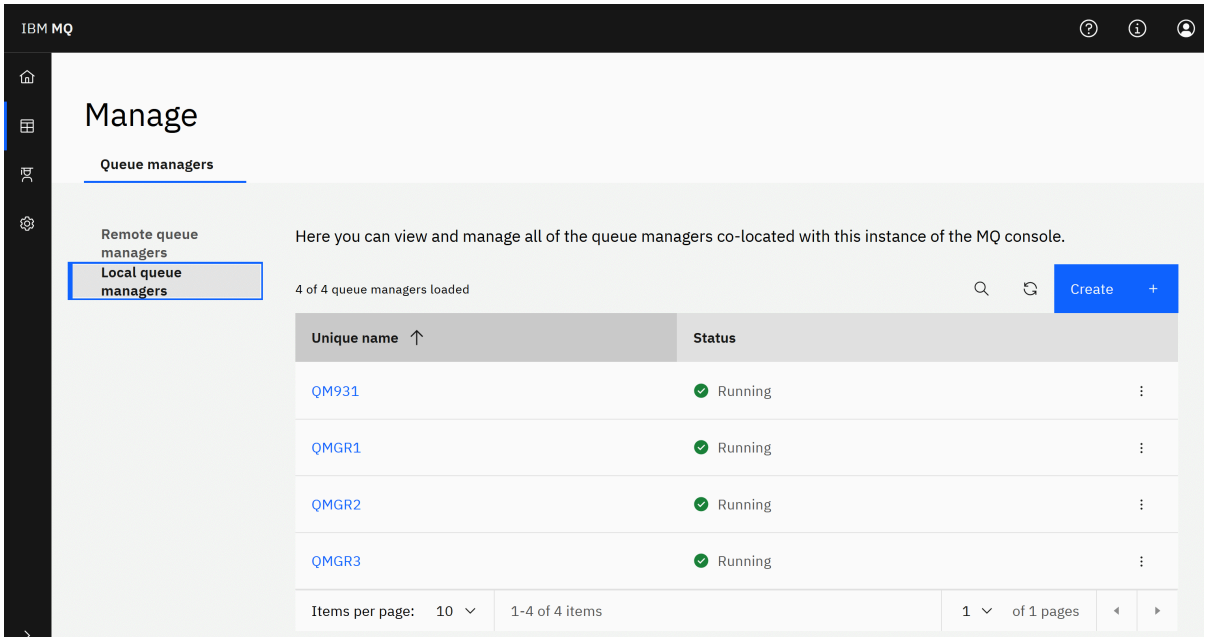 IBM MQ
Manage
Queue managers
Remote queue
managers
Local queue
managers
Here you can view and manage all of the queue managers co-located with this instance of the MQ console.
4 of 4 queue managers loaded
Create +
Unique name Status
QM931 Running
QMGR1 Running
QMGR2 Running
QMGR3 Running
Items per page: 10 1-4 of 4 items 1 of 1 pages